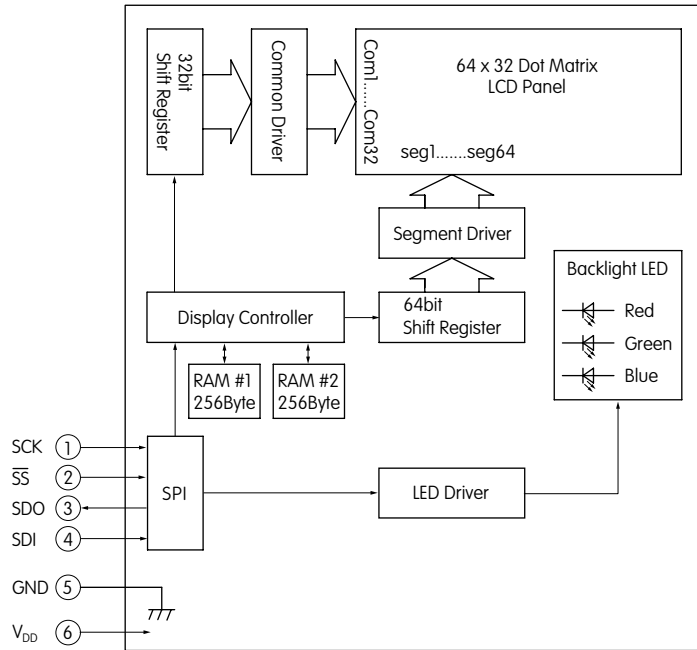 32bit
Shift Register
Common Driver
Com1......Com32
64 x 32 Dot Matrix
LCD Panel
seg1.......seg64
Segment Driver
Backlight LED
Red
Green
Blue
Display Controller
64bit
Shift Register
RAM #1
256Byte
RAM #2
256Byte
SCK 1
S̅S̅ 2
SDO 3
SDI 4
SPI
LED Driver
GND 5
VDD 6